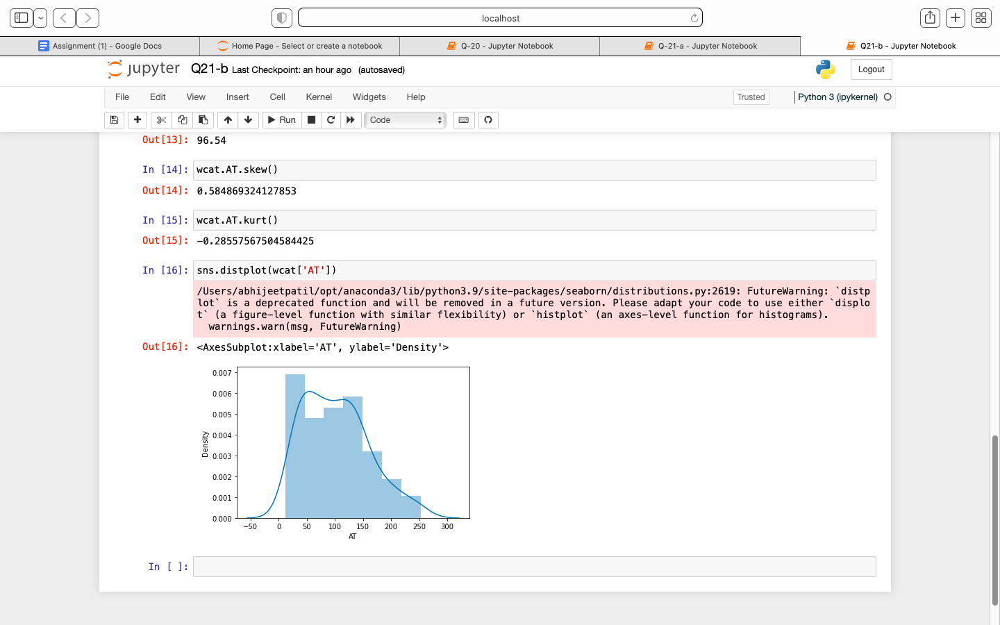 localhost
Assignment (1) - Google Docs
Home Page - Select or create a notebook
Q-20 - Jupyter Notebook
Q-21-a - Jupyter Notebook
Q21-b - Jupyter Notebook
jupyter Q21-b Last Checkpoint: an hour ago (autosaved)
Logout
File Edit View Insert Cell Kernel Widgets Help
Trusted
Python 3 (ipykernel)
Run
Code
Out[13]: 96.54
In [14]: wcat.AT.skew()
Out[14]: 0.584869324127853
In [15]: wcat.AT.kurt()
Out[15]: -0.28557567504584425
In [16]: sns.distplot(wcat['AT'])
/Users/abhijeetpatil/opt/anaconda3/lib/python3.9/site-packages/seaborn/distributions.py:2619: FutureWarning: `distp
lot` is a deprecated function and will be removed in a future version. Please adapt your code to use either `displo
t` (a figure-level function with similar flexibility) or `histplot` (an axes-level function for histograms).
warnings.warn(msg, FutureWarning)
Out[16]: <AxesSubplot:xlabel='AT', ylabel='Density'>
0.007
0.006
0.005
0.004
0.003
0.002
0.001
0.000
Density
−50 0 50 100 150 200 250 300
AT
In [ ]: